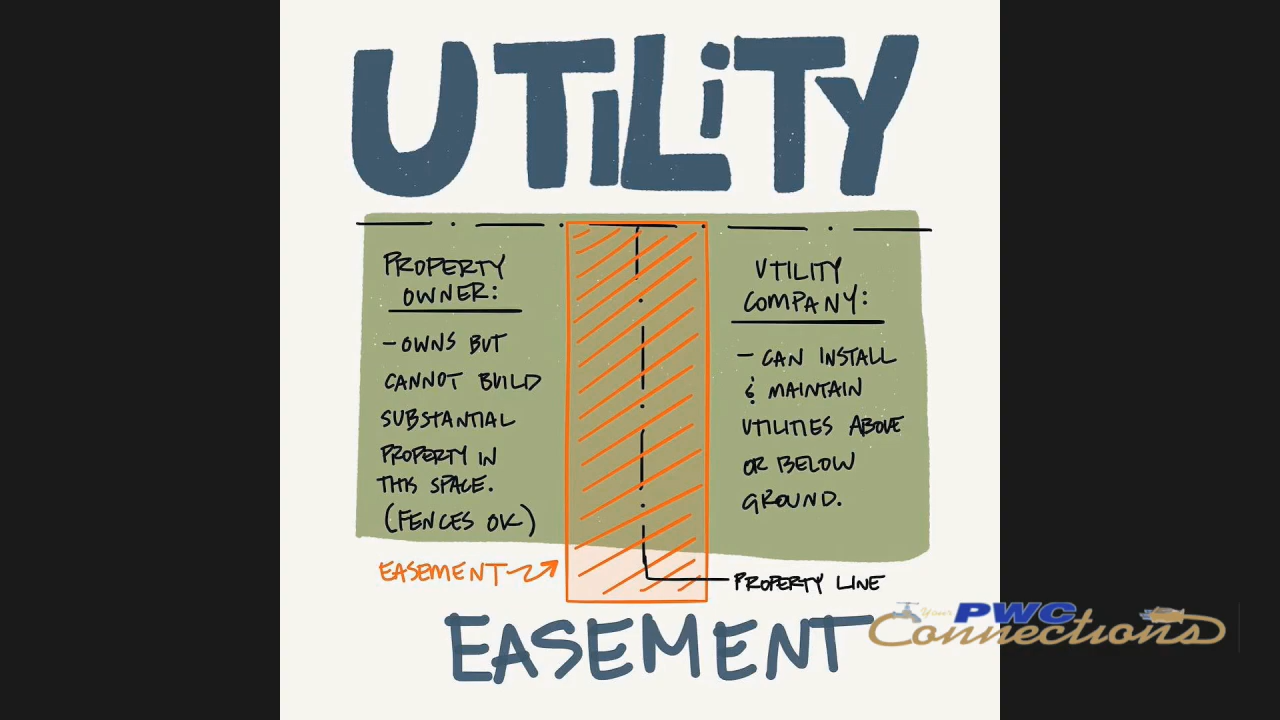 UTiLiTY
PROPERTY
OWNER:
- OWNS BUT
CANNOT BUILD
SUBSTANTIAL
PROPERTY IN
THIS SPACE.
(FENCES OK)
UTILITY
COMPANY:
- CAN INSTALL
& MAINTAIN
UTILITIES ABOVE
OR BELOW
GROUND.
EASEMENT
PROPERTY LINE
EASEMENT
Your PWC
Connections